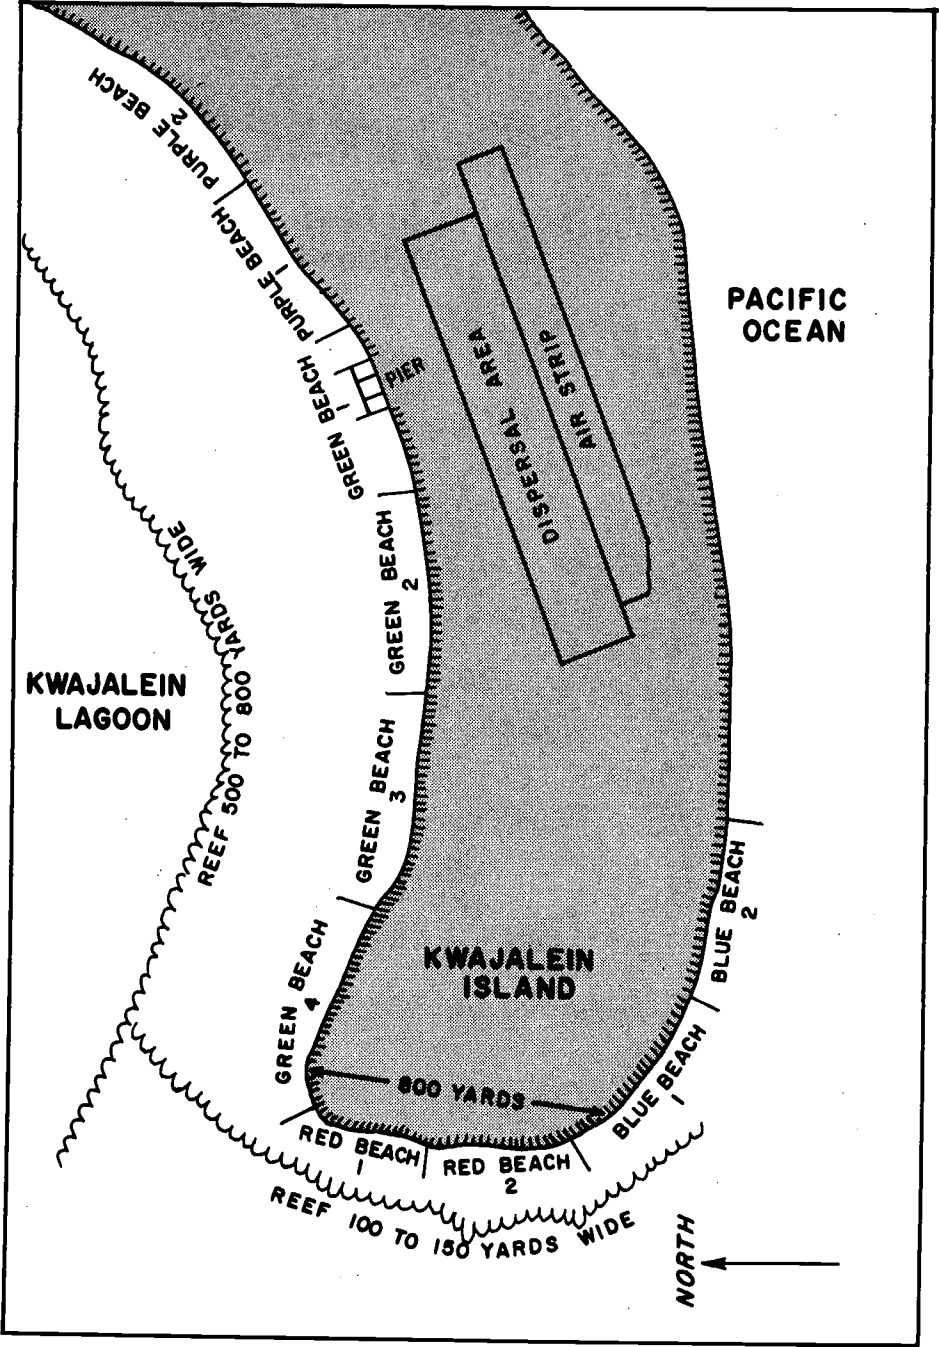 PURPLE BEACH
2
PURPLE BEACH
1
GREEN BEACH
1
PIER
GREEN BEACH
2
GREEN BEACH
3
GREEN BEACH
4
RED BEACH
1
RED BEACH
2
BLUE BEACH
1
BLUE BEACH
2
DISPERSAL AREA
AIR STRIP
PACIFIC
OCEAN
KWAJALEIN
LAGOON
REEF 500 TO 800 YARDS WIDE
KWAJALEIN
ISLAND
800 YARDS
REEF 100 TO 150 YARDS WIDE
NORTH